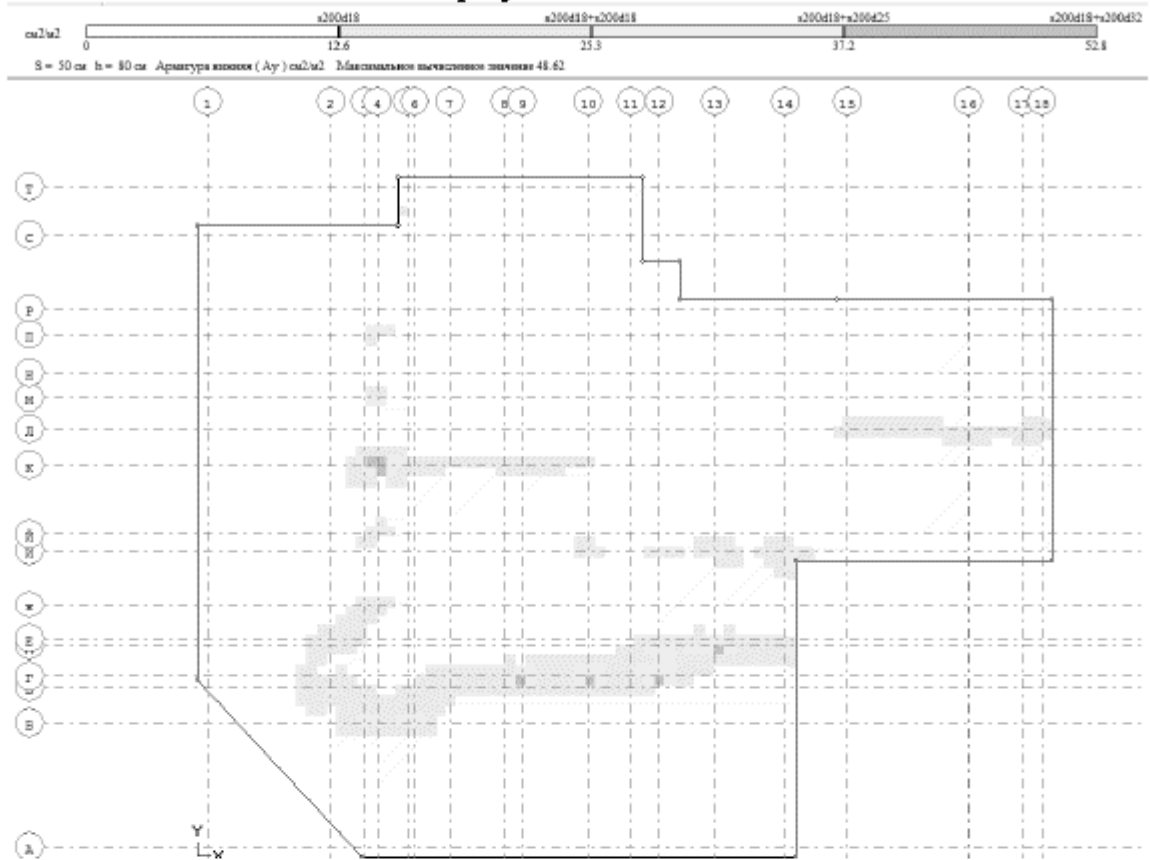 s200d18 s200d18+s200d18 s200d18+s200d25 s200d18+s200d32
см2/м2
0 12.6 25.3 37.2 52.8
S = 50 см h = 80 см Арматура нижняя ( Ay ) см2/м2 Максимальное вычисленное значение 48.62
1 2 4 6 7 8 9 10 11 12 13 14 15 16 17 18
Т
С
Р
П
Н
М
Л
К
И
Ж
Е
Г
В
А
Y
X